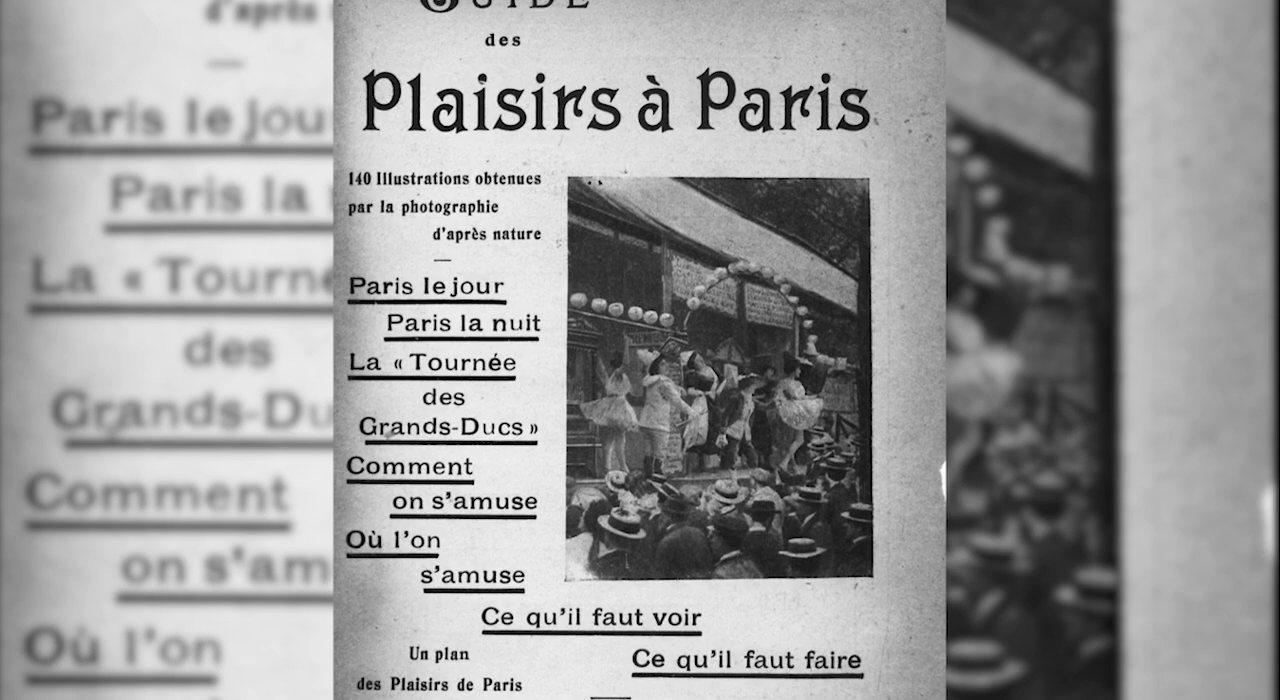 Guide
des
Plaisirs à Paris
140 Illustrations obtenues
par la photographie
d'après nature
Paris le jour
Paris la nuit
La « Tournée
des
Grands-Ducs »
Comment
on s'amuse
Où l'on
s'amuse
Ce qu'il faut voir
Ce qu'il faut faire
Un plan
des Plaisirs de Paris